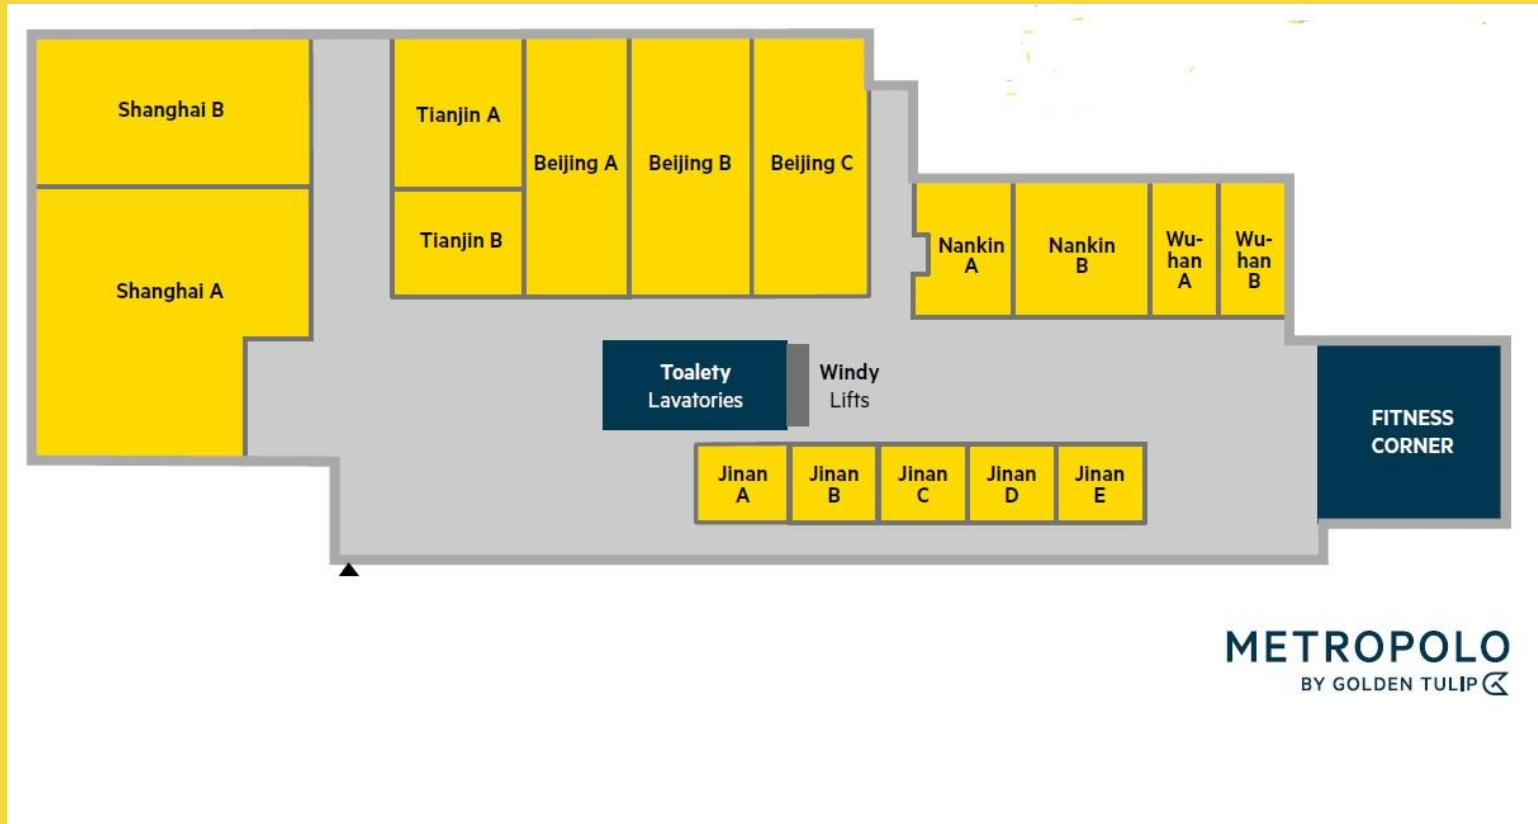 Shanghai B
Shanghai A
Tianjin A
Tianjin B
Beijing A
Beijing B
Beijing C
Nankin
A
Nankin
B
Wu-
han
A
Wu-
han
B
Toalety
Lavatories
Windy
Lifts
FITNESS
CORNER
Jinan
A
Jinan
B
Jinan
C
Jinan
D
Jinan
E
METROPOLO
BY GOLDEN TULIP